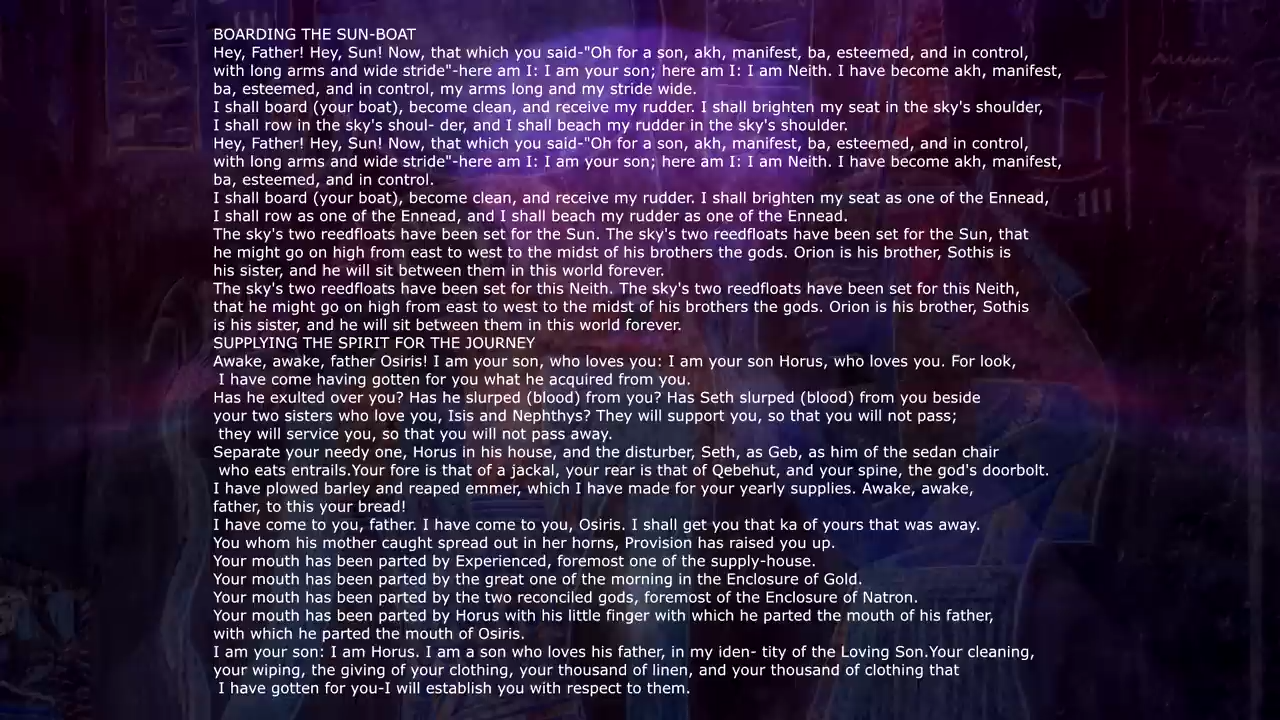 BOARDING THE SUN-BOAT
Hey, Father! Hey, Sun! Now, that which you said-"Oh for a son, akh, manifest, ba, esteemed, and in control,
with long arms and wide stride"-here am I: I am your son; here am I: I am Neith. I have become akh, manifest,
ba, esteemed, and in control, my arms long and my stride wide.
I shall board (your boat), become clean, and receive my rudder. I shall brighten my seat in the sky's shoulder,
I shall row in the sky's shoul- der, and I shall beach my rudder in the sky's shoulder.
Hey, Father! Hey, Sun! Now, that which you said-"Oh for a son, akh, manifest, ba, esteemed, and in control,
with long arms and wide stride"-here am I: I am your son; here am I: I am Neith. I have become akh, manifest,
ba, esteemed, and in control.
I shall board (your boat), become clean, and receive my rudder. I shall brighten my seat as one of the Ennead,
I shall row as one of the Ennead, and I shall beach my rudder as one of the Ennead.
The sky's two reedfloats have been set for the Sun. The sky's two reedfloats have been set for the Sun, that
he might go on high from east to west to the midst of his brothers the gods. Orion is his brother, Sothis is
his sister, and he will sit between them in this world forever.
The sky's two reedfloats have been set for this Neith. The sky's two reedfloats have been set for this Neith,
that he might go on high from east to west to the midst of his brothers the gods. Orion is his brother, Sothis
is his sister, and he will sit between them in this world forever.
SUPPLYING THE SPIRIT FOR THE JOURNEY
Awake, awake, father Osiris! I am your son, who loves you: I am your son Horus, who loves you. For look,
I have come having gotten for you what he acquired from you.
Has he exulted over you? Has he slurped (blood) from you? Has Seth slurped (blood) from you beside
your two sisters who love you, Isis and Nephthys? They will support you, so that you will not pass;
they will service you, so that you will not pass away.
Separate your needy one, Horus in his house, and the disturber, Seth, as Geb, as him of the sedan chair
who eats entrails.Your fore is that of a jackal, your rear is that of Qebehut, and your spine, the god's doorbolt.
I have plowed barley and reaped emmer, which I have made for your yearly supplies. Awake, awake,
father, to this your bread!
I have come to you, father. I have come to you, Osiris. I shall get you that ka of yours that was away.
You whom his mother caught spread out in her horns, Provision has raised you up.
Your mouth has been parted by Experienced, foremost one of the supply-house.
Your mouth has been parted by the great one of the morning in the Enclosure of Gold.
Your mouth has been parted by the two reconciled gods, foremost of the Enclosure of Natron.
Your mouth has been parted by Horus with his little finger with which he parted the mouth of his father,
with which he parted the mouth of Osiris.
I am your son: I am Horus. I am a son who loves his father, in my iden- tity of the Loving Son.Your cleaning,
your wiping, the giving of your clothing, your thousand of linen, and your thousand of clothing that
I have gotten for you-I will establish you with respect to them.